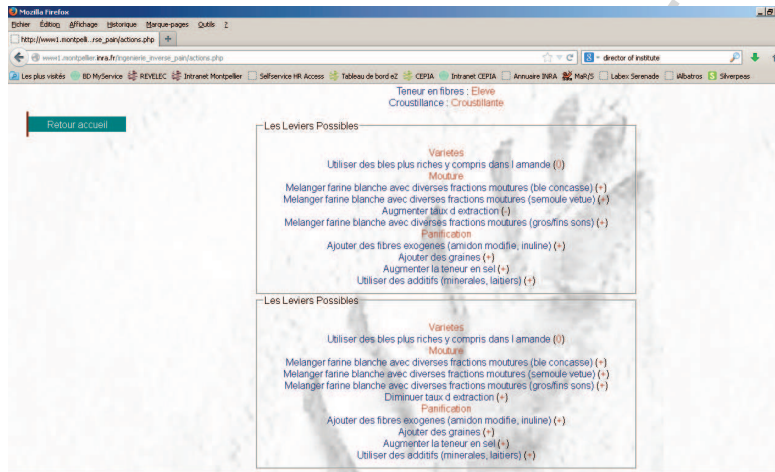 Mozilla Firefox
Fichier Édition Affichage Historique Marque-pages Outils ?
http://www1.montpelli...rse_pain/actions.php +
www1.montpellier.inra.fr/ingenierie_inverse_pain/actions.php
director of institute
Les plus visités BD MyService REVELEC Intranet Montpellier Selfservice HR Access Tableau de bord eZ CEPIA Intranet CEPIA Annuaire INRA MaR/S Labex Serenade Silverpeas
Teneur en fibres : Eleve
Croustillance : Croustillante
Retour accueil
Les Leviers Possibles
Varietes
Utiliser des bles plus riches y compris dans l amande (0)
Mouture
Melanger farine blanche avec diverses fractions moutures (ble concasse) (+)
Melanger farine blanche avec diverses fractions moutures (semoule vetue) (+)
Augmenter taux d extraction (-)
Melanger farine blanche avec diverses fractions moutures (gros/fins sons) (+)
Panification
Ajouter des fibres exogenes (amidon modifie, inuline) (+)
Ajouter des graines (+)
Augmenter la teneur en sel (+)
Utiliser des additifs (minerales, laitiers) (+)
Les Leviers Possibles
Varietes
Utiliser des bles plus riches y compris dans l amande (0)
Mouture
Melanger farine blanche avec diverses fractions moutures (ble concasse) (+)
Melanger farine blanche avec diverses fractions moutures (semoule vetue) (+)
Melanger farine blanche avec diverses fractions moutures (gros/fins sons) (+)
Diminuer taux d extraction (+)
Panification
Ajouter des fibres exogenes (amidon modifie, inuline) (+)
Ajouter des graines (+)
Augmenter la teneur en sel (+)
Utiliser des additifs (minerales, laitiers) (+)